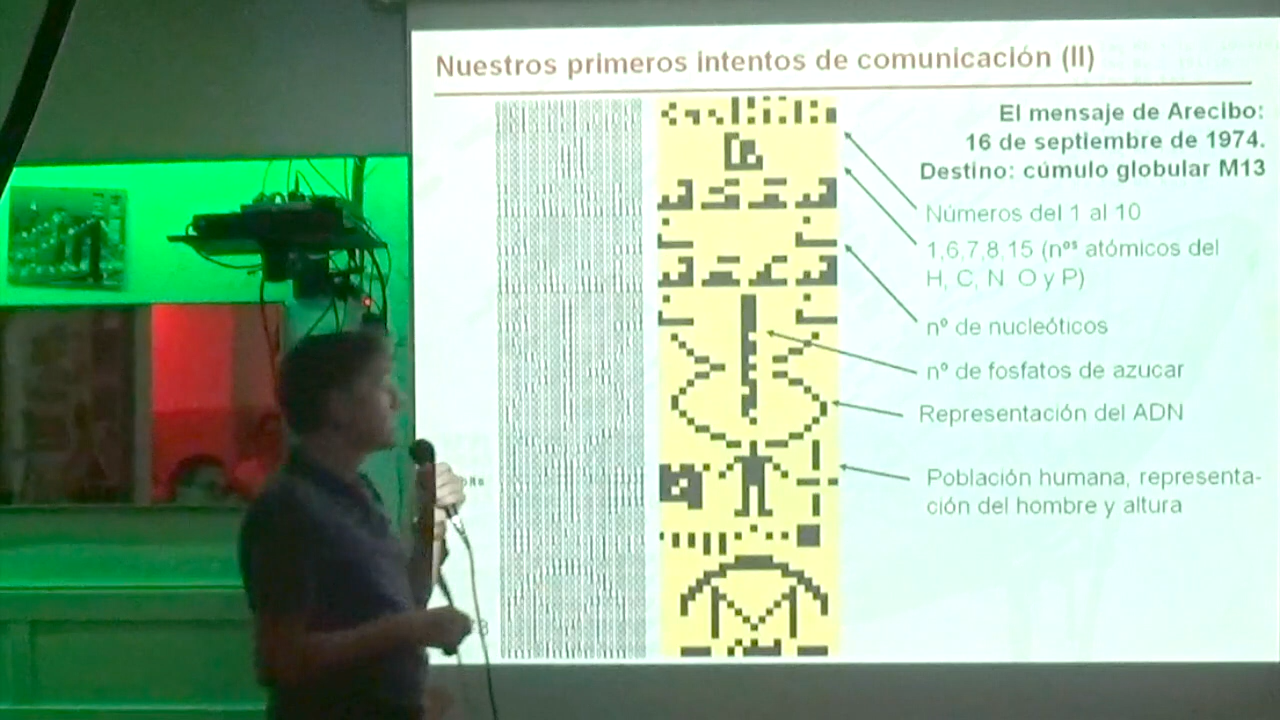 Nuestros primeros intentos de comunicación (II)
El mensaje de Arecibo:
16 de septiembre de 1974.
Destino: cúmulo globular M13
Números del 1 al 10
1,6,7,8,15 (nºˢ atómicos del
H, C, N O y P)
nº de nucleóticos
nº de fosfatos de azucar
Representación del ADN
Población humana, representa-
ción del hombre y altura